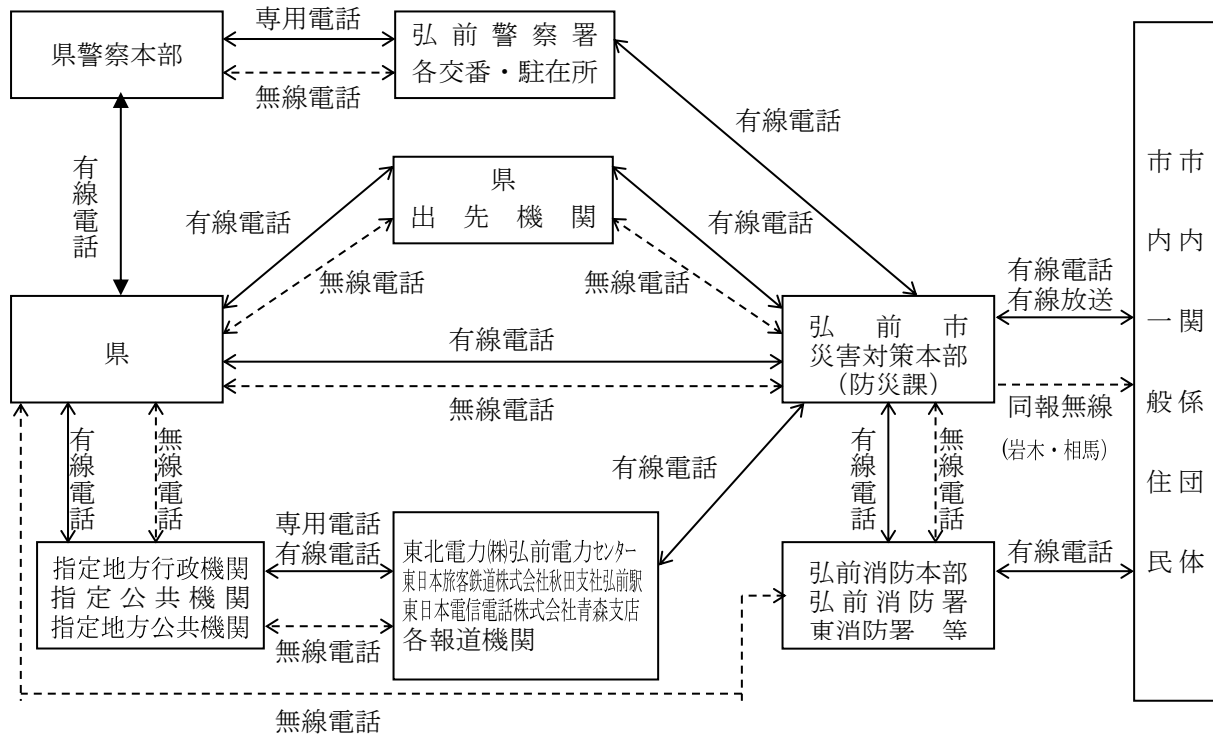 専用電話
県警察本部
弘前警察署
各交番・駐在所
無線電話
有線電話
有線電話
県
出先機関
有線電話
有線電話
無線電話
無線電話
市内一般住民
市内関係団体
有線電話
有線放送
県
有線電話
弘前市
災害対策本部
(防災課)
無線電話
同報無線
(岩木・相馬)
有線電話
無線電話
有線電話
有線電話
無線電話
専用電話
有線電話
指定地方行政機関
指定公共機関
指定地方公共機関
無線電話
東北電力㈱弘前電力センター
東日本旅客鉄道株式会社秋田支社弘前駅
東日本電信電話株式会社青森支店
各報道機関
弘前消防本部
弘前消防署
東消防署等
有線電話
無線電話